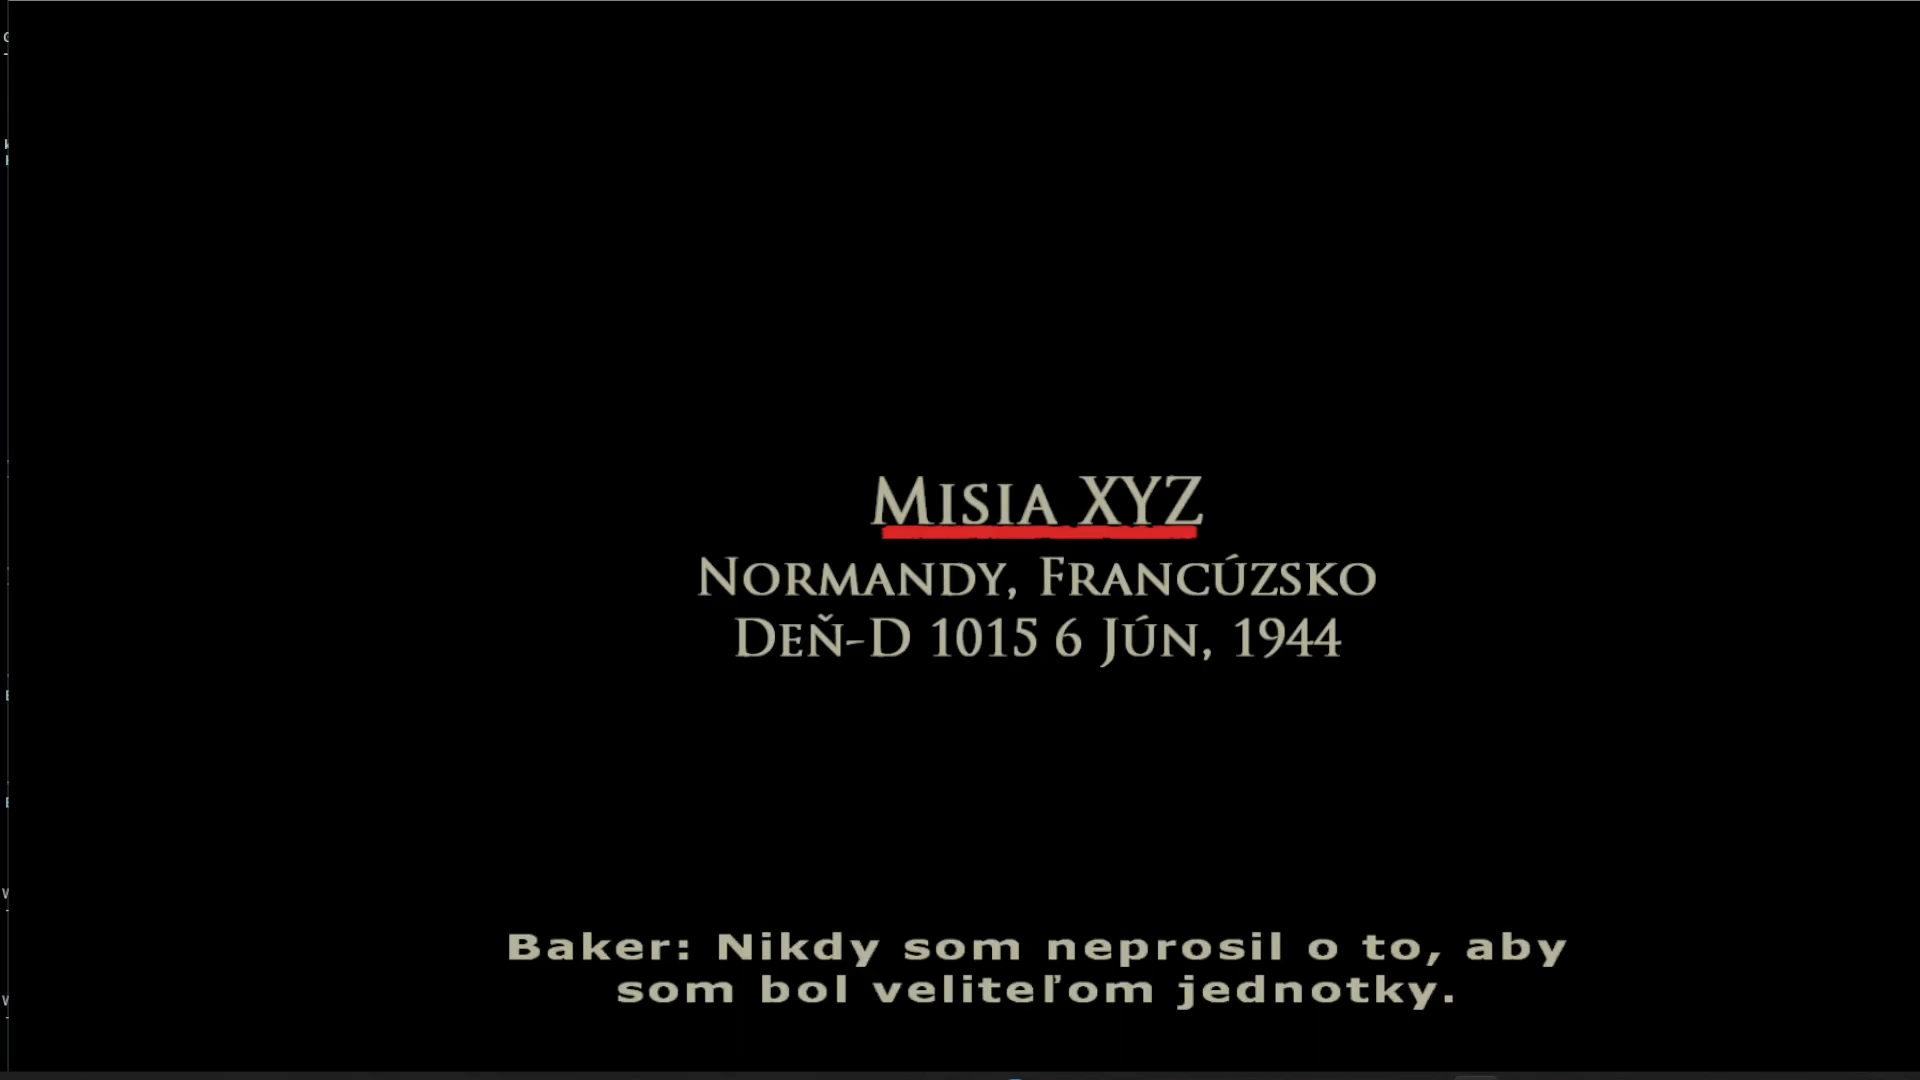 Misia XYZ
Normandy, Francúzsko
Deň-D 1015 6 Jún, 1944
Baker: Nikdy som neprosil o to, aby
som bol veliteľom jednotky.